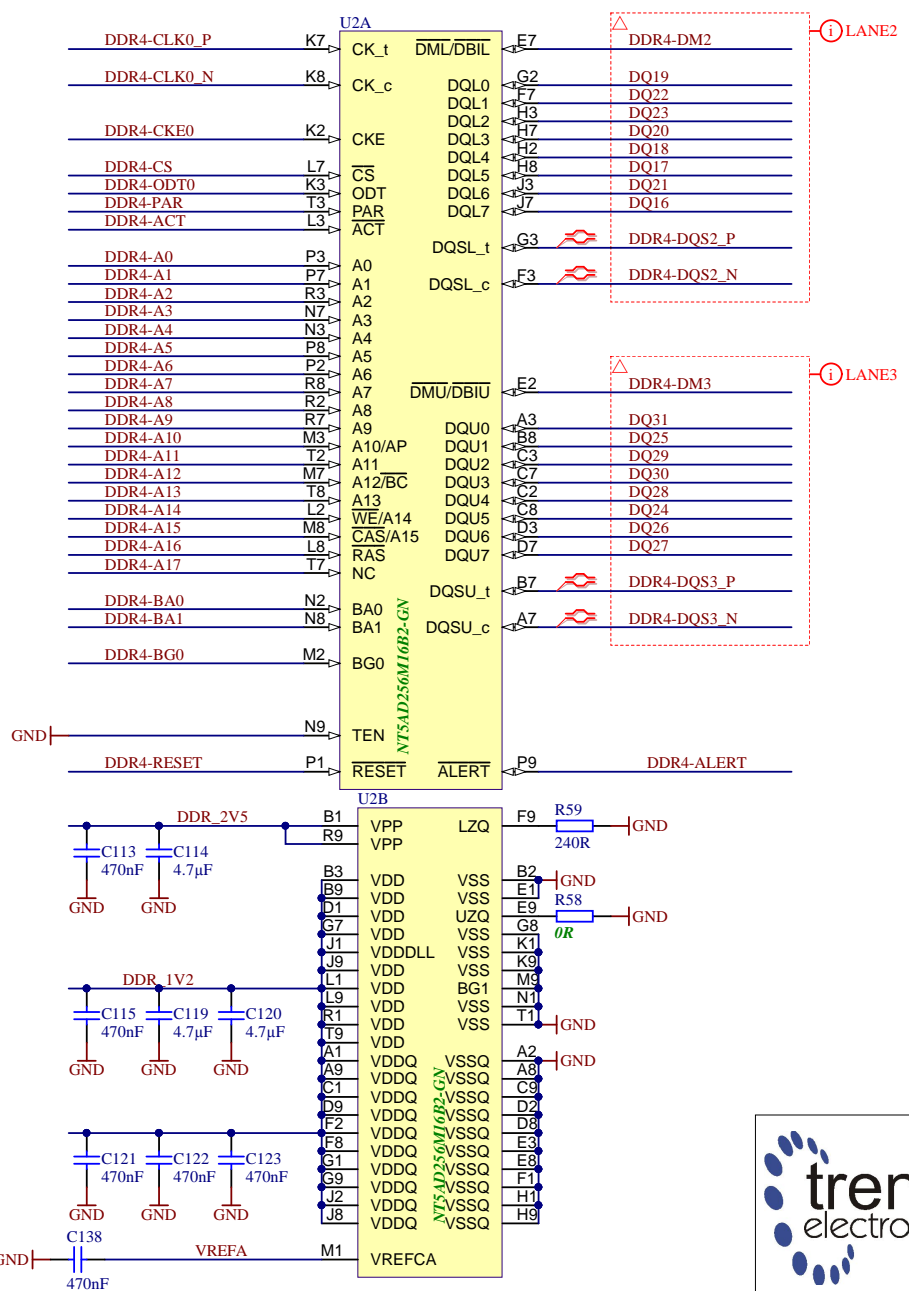 U2A
DDR4-CLK0_P K7 CK_t DML/DBIL E7 DDR4-DM2
LANE2
DDR4-CLK0_N K8 CK_c DQL0 G2 DQ19
DQL1 F7 DQ22
DQL2 H3 DQ23
DDR4-CKE0 K2 CKE DQL3 H7 DQ20
DQL4 H2 DQ18
DDR4-CS L7 CS DQL5 H8 DQ17
DDR4-ODT0 K3 ODT DQL6 J3 DQ21
DDR4-PAR T3 PAR DQL7 J7 DQ16
DDR4-ACT L3 ACT
DQSL_t G3 DDR4-DQS2_P
DDR4-A0 P3 A0
DDR4-A1 P7 A1 DQSL_c F3 DDR4-DQS2_N
DDR4-A2 R3 A2
DDR4-A3 N7 A3
DDR4-A4 N3 A4
DDR4-A5 P8 A5
DDR4-A6 P2 A6
LANE3
DDR4-A7 R8 A7 DMU/DBIU E2 DDR4-DM3
DDR4-A8 R2 A8
DDR4-A9 R7 A9 DQU0 A3 DQ31
DDR4-A10 M3 A10/AP DQU1 B8 DQ25
DDR4-A11 T2 A11 DQU2 C3 DQ29
DDR4-A12 M7 A12/BC DQU3 C7 DQ30
DDR4-A13 T8 A13 DQU4 C2 DQ28
DDR4-A14 L2 WE/A14 DQU5 C8 DQ24
DDR4-A15 M8 CAS/A15 DQU6 D3 DQ26
DDR4-A16 L8 RAS DQU7 D7 DQ27
DDR4-A17 T7 NC
DQSU_t B7 DDR4-DQS3_P
DDR4-BA0 N2 BA0
DDR4-BA1 N8 BA1 DQSU_c A7 DDR4-DQS3_N
DDR4-BG0 M2 BG0
NT5AD256M16B2-GN
GND N9 TEN
DDR4-RESET P1 RESET ALERT P9 DDR4-ALERT
U2B
DDR_2V5 B1 VPP LZQ F9 R59 240R GND
R9 VPP
C113 470nF GND
C114 4.7µF GND
B3 VDD VSS B2 GND
B9 VDD VSS E1
D1 VDD UZQ E9 R58 0R GND
G7 VDD VSS G8
J1 VDDDLL VSS K1
J9 VDD VSS K9
DDR_1V2 L1 VDD BG1 M9
L9 VDD VSS N1
R1 VDD VSS T1 GND
T9 VDD
C115 470nF GND
C119 4.7µF GND
C120 4.7µF GND
A1 VDDQ VSSQ A2 GND
A9 VDDQ VSSQ A8
C1 VDDQ VSSQ C9
D9 VDDQ VSSQ D2
F2 VDDQ VSSQ D8
F8 VDDQ VSSQ E3
G1 VDDQ VSSQ E8
G9 VDDQ VSSQ F1
J2 VDDQ VSSQ H1
J8 VDDQ VSSQ H9
C121 470nF GND
C122 470nF GND
C123 470nF GND
NT5AD256M16B2-GN
GND C138 470nF VREFA M1 VREFCA
tren
electro